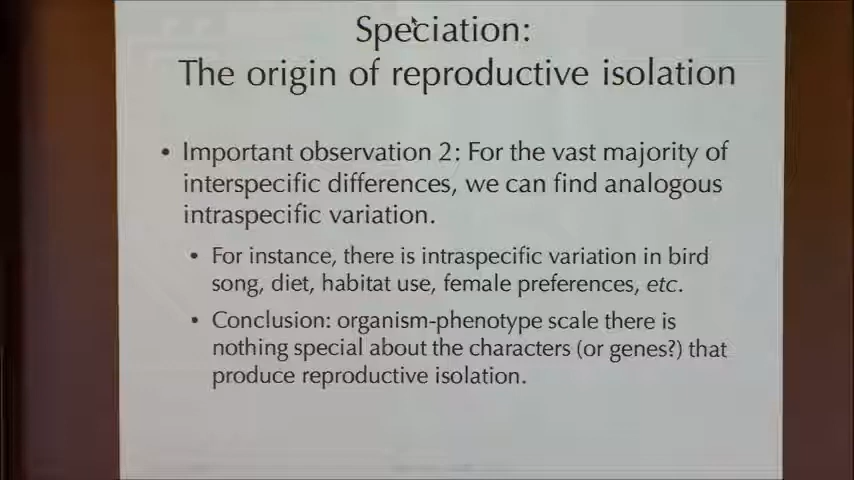 Speciation:
The origin of reproductive isolation
• Important observation 2: For the vast majority of
interspecific differences, we can find analogous
intraspecific variation.
• For instance, there is intraspecific variation in bird
song, diet, habitat use, female preferences, etc.
• Conclusion: organism-phenotype scale there is
nothing special about the characters (or genes?) that
produce reproductive isolation.